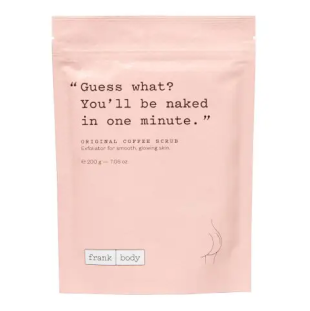 “Guess what?
You’ll be naked
in one minute.”
ORIGINAL COFFEE SCRUB
Exfoliator for smooth, glowing skin.
200 g — 7.05 oz
frank body